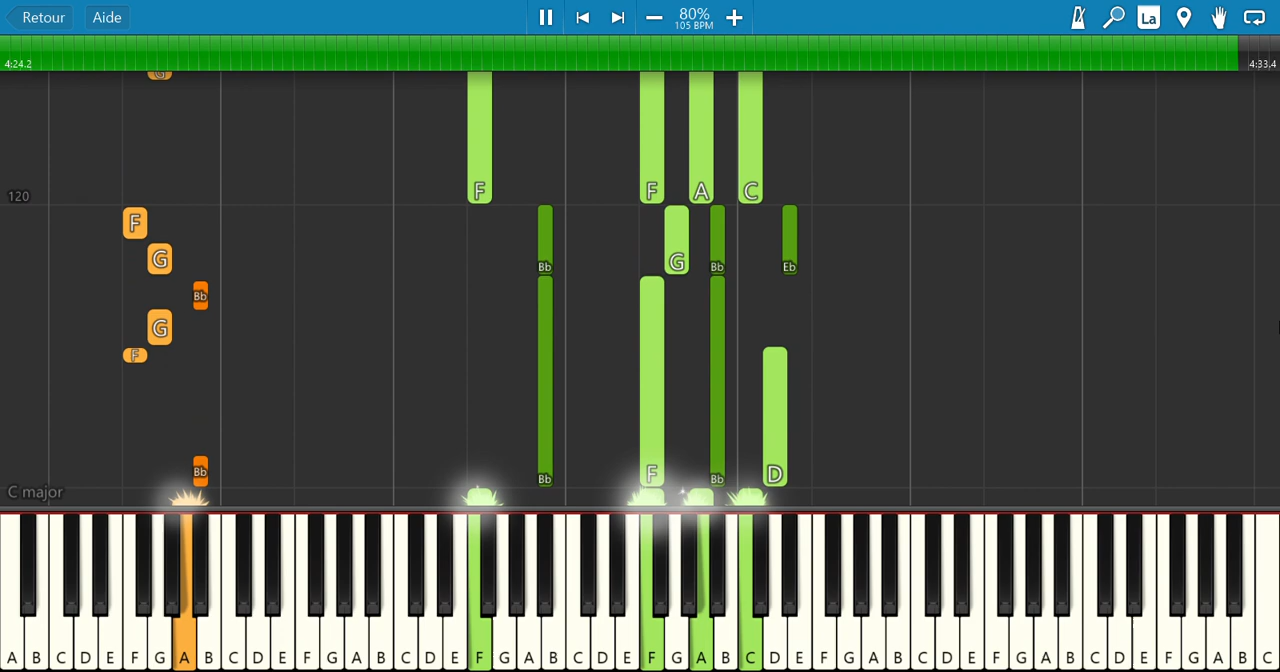 Retour Aide 80% La
105 BPM
4:24.2 4:33.4
G
120 F F A C
F G
G Bb Bb Eb
Bb
G
F
Bb Bb F Bb D
C major
A B C D E F G A B C D E F G A B C D E F G A B C D E F G A B C D E F G A B C D E F G A B C D E F G A B C